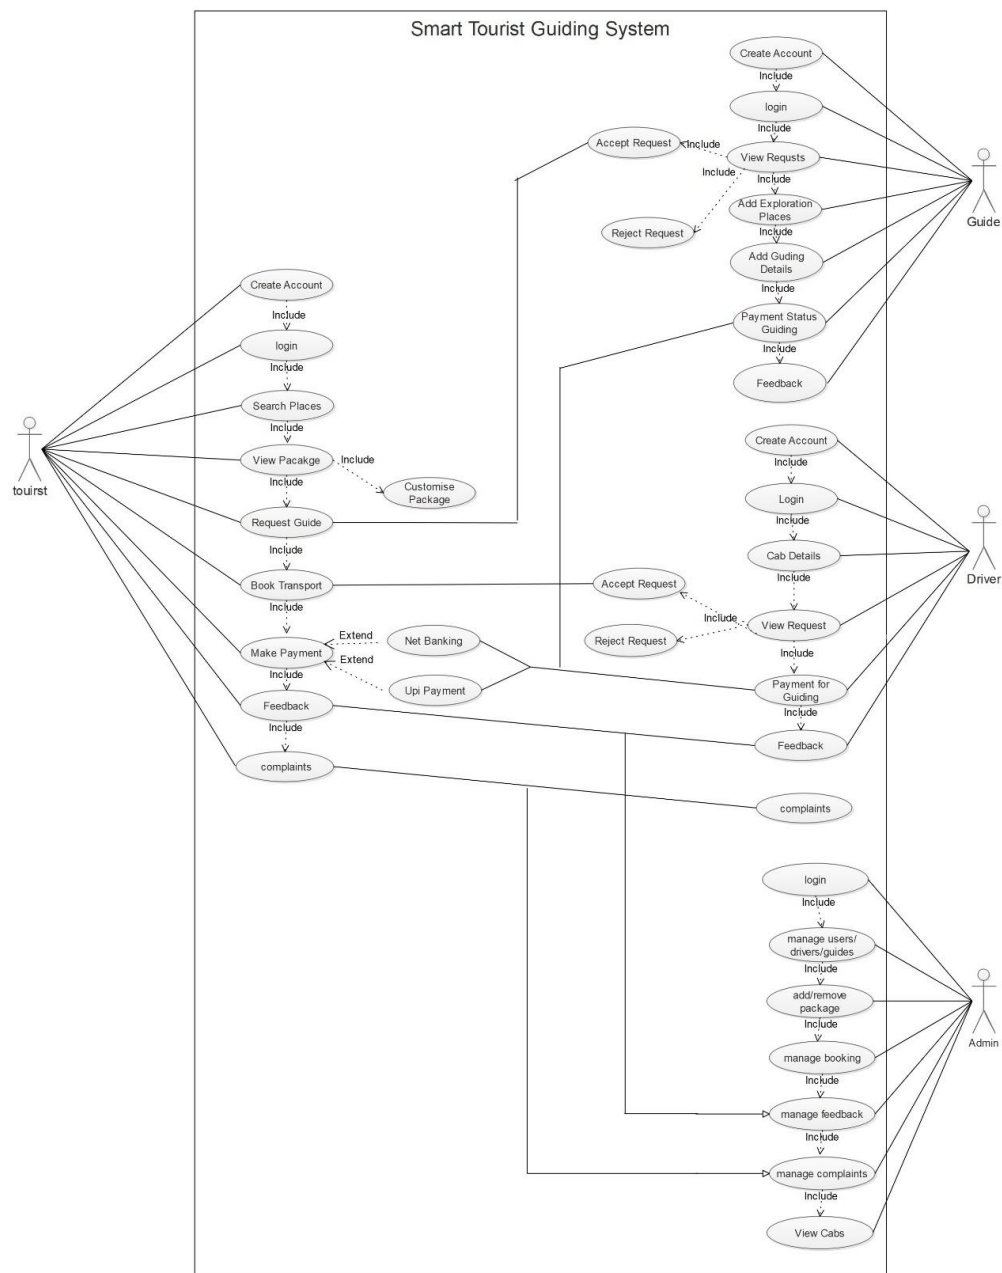 Smart Tourist Guiding System
Create Account
Include
login
Include
View Requsts
Include
Accept Request
Include
Reject Request
Include
Add Exploration
Places
Include
Add Guding
Details
Include
Payment Status
Guiding
Include
Feedback
Guide
Create Account
Include
login
Include
Search Places
Include
View Pacakge
Include
Customise
Package
Include
Request Guide
Include
Book Transport
Include
Make Payment
Extend
Net Banking
Extend
Upi Payment
Include
Feedback
Include
complaints
touirst
Create Account
Include
Login
Include
Cab Details
Include
Accept Request
Include
View Request
Reject Request
Include
Payment for
Guiding
Include
Feedback
complaints
Driver
login
Include
manage users/
drivers/guides
Include
add/remove
package
Include
manage booking
Include
manage feedback
Include
manage complaints
Include
View Cabs
Admin